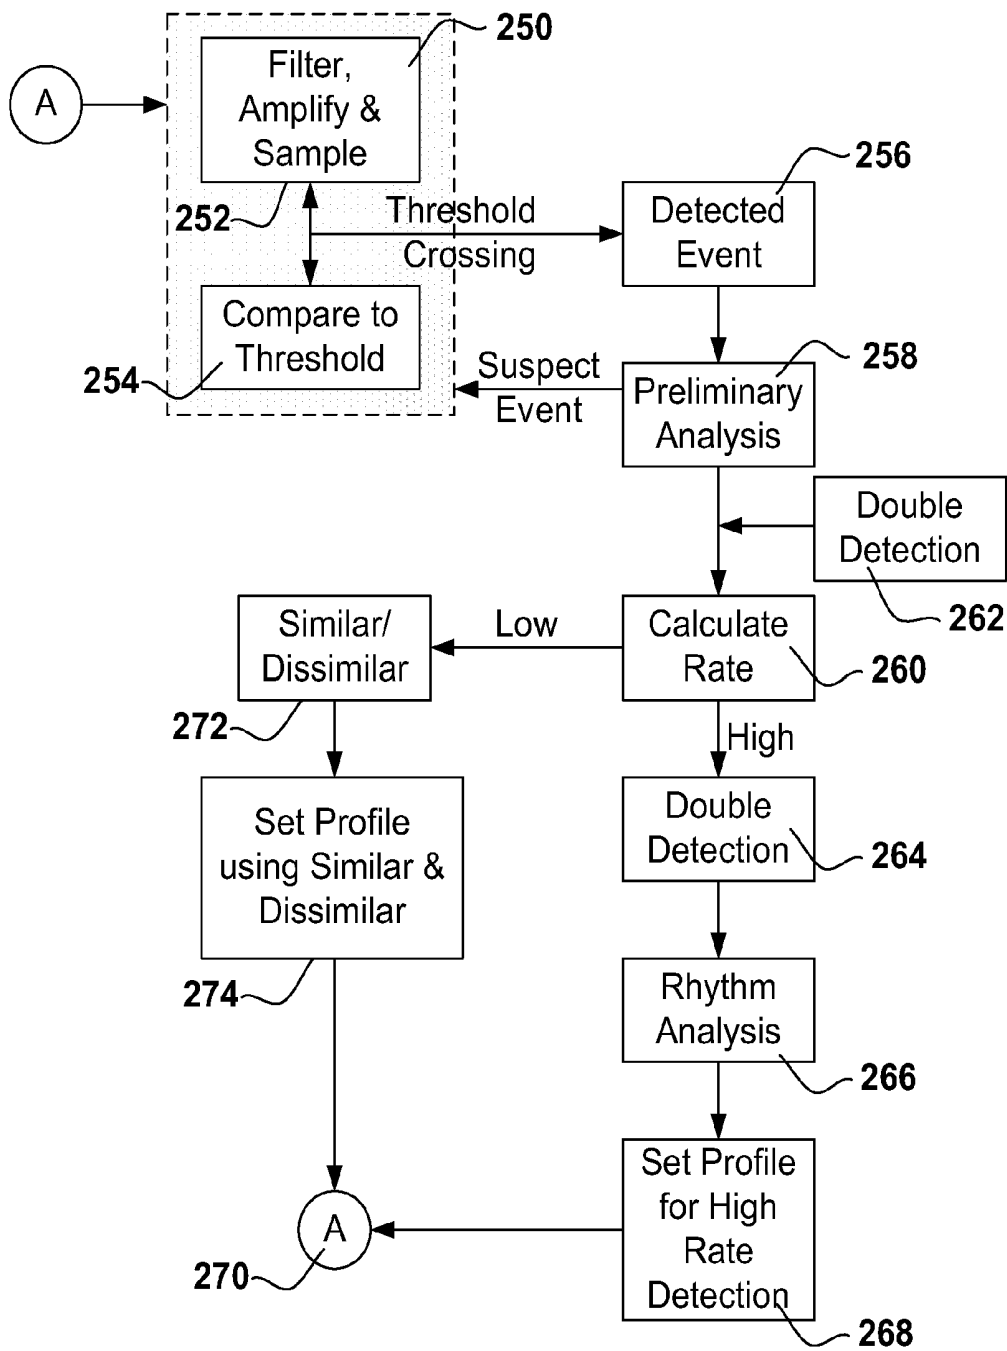 250
Filter,
Amplify &
Sample
A
252
Threshold
Crossing
256
Detected
Event
Compare to
Threshold
254
Suspect
Event
258
Preliminary
Analysis
Double
Detection
262
Similar/
Dissimilar
272
Low
Calculate
Rate
260
High
Set Profile
using Similar &
Dissimilar
274
Double
Detection
264
Rhythm
Analysis
266
A
270
Set Profile
for High
Rate
Detection
268